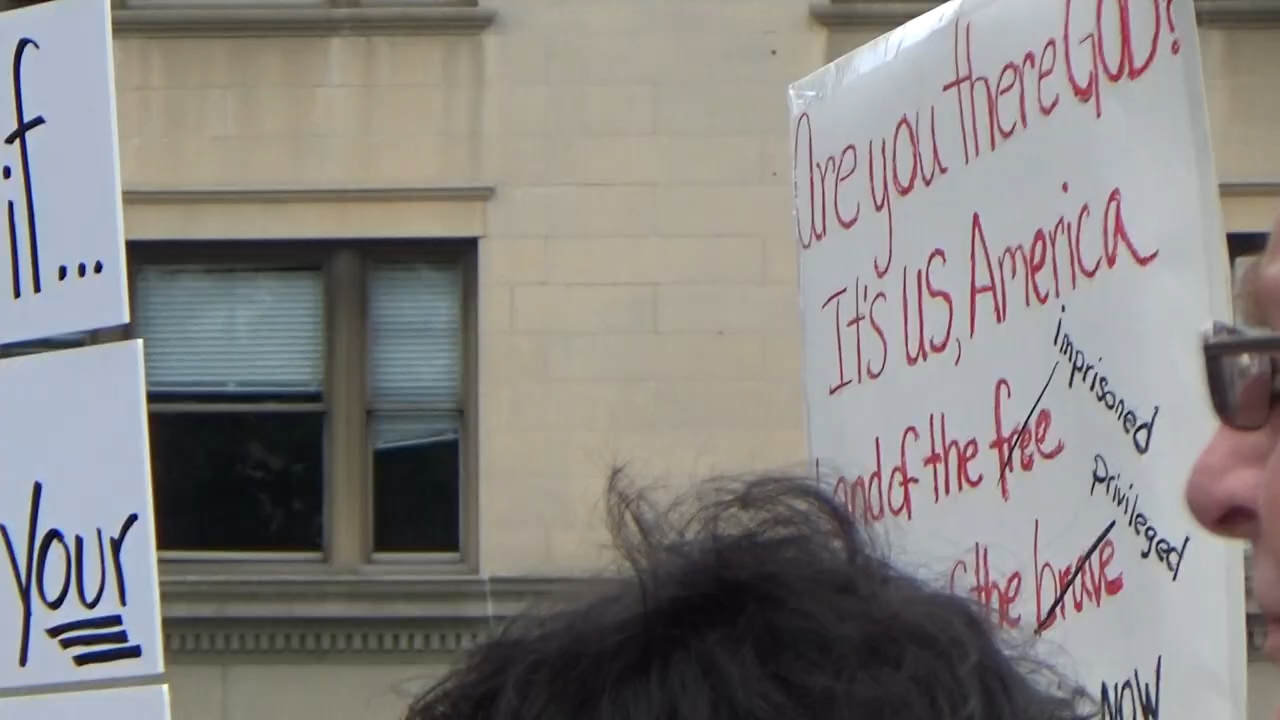 if...
your
Are you there GOD?
It's us, America
imprisoned
land of the free
privileged
the brave
NOW